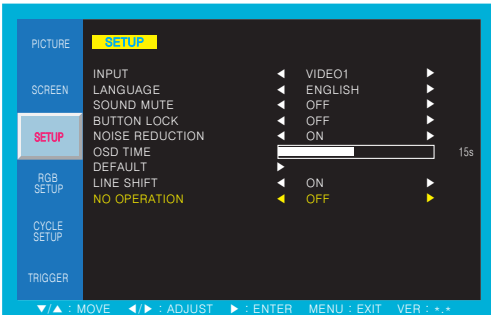 PICTURE
SCREEN
SETUP
RGB
SETUP
CYCLE
SETUP
TRIGGER
SETUP
INPUT ◀ VIDEO1 ▶
LANGUAGE ◀ ENGLISH ▶
SOUND MUTE ◀ OFF ▶
BUTTON LOCK ◀ OFF ▶
NOISE REDUCTION ◀ ON ▶
OSD TIME 15s
DEFAULT ▶
LINE SHIFT ◀ ON ▶
NO OPERATION ◀ OFF ▶
▼/▲ : MOVE ◀/▶ : ADJUST ▶ : ENTER MENU : EXIT VER : *.*